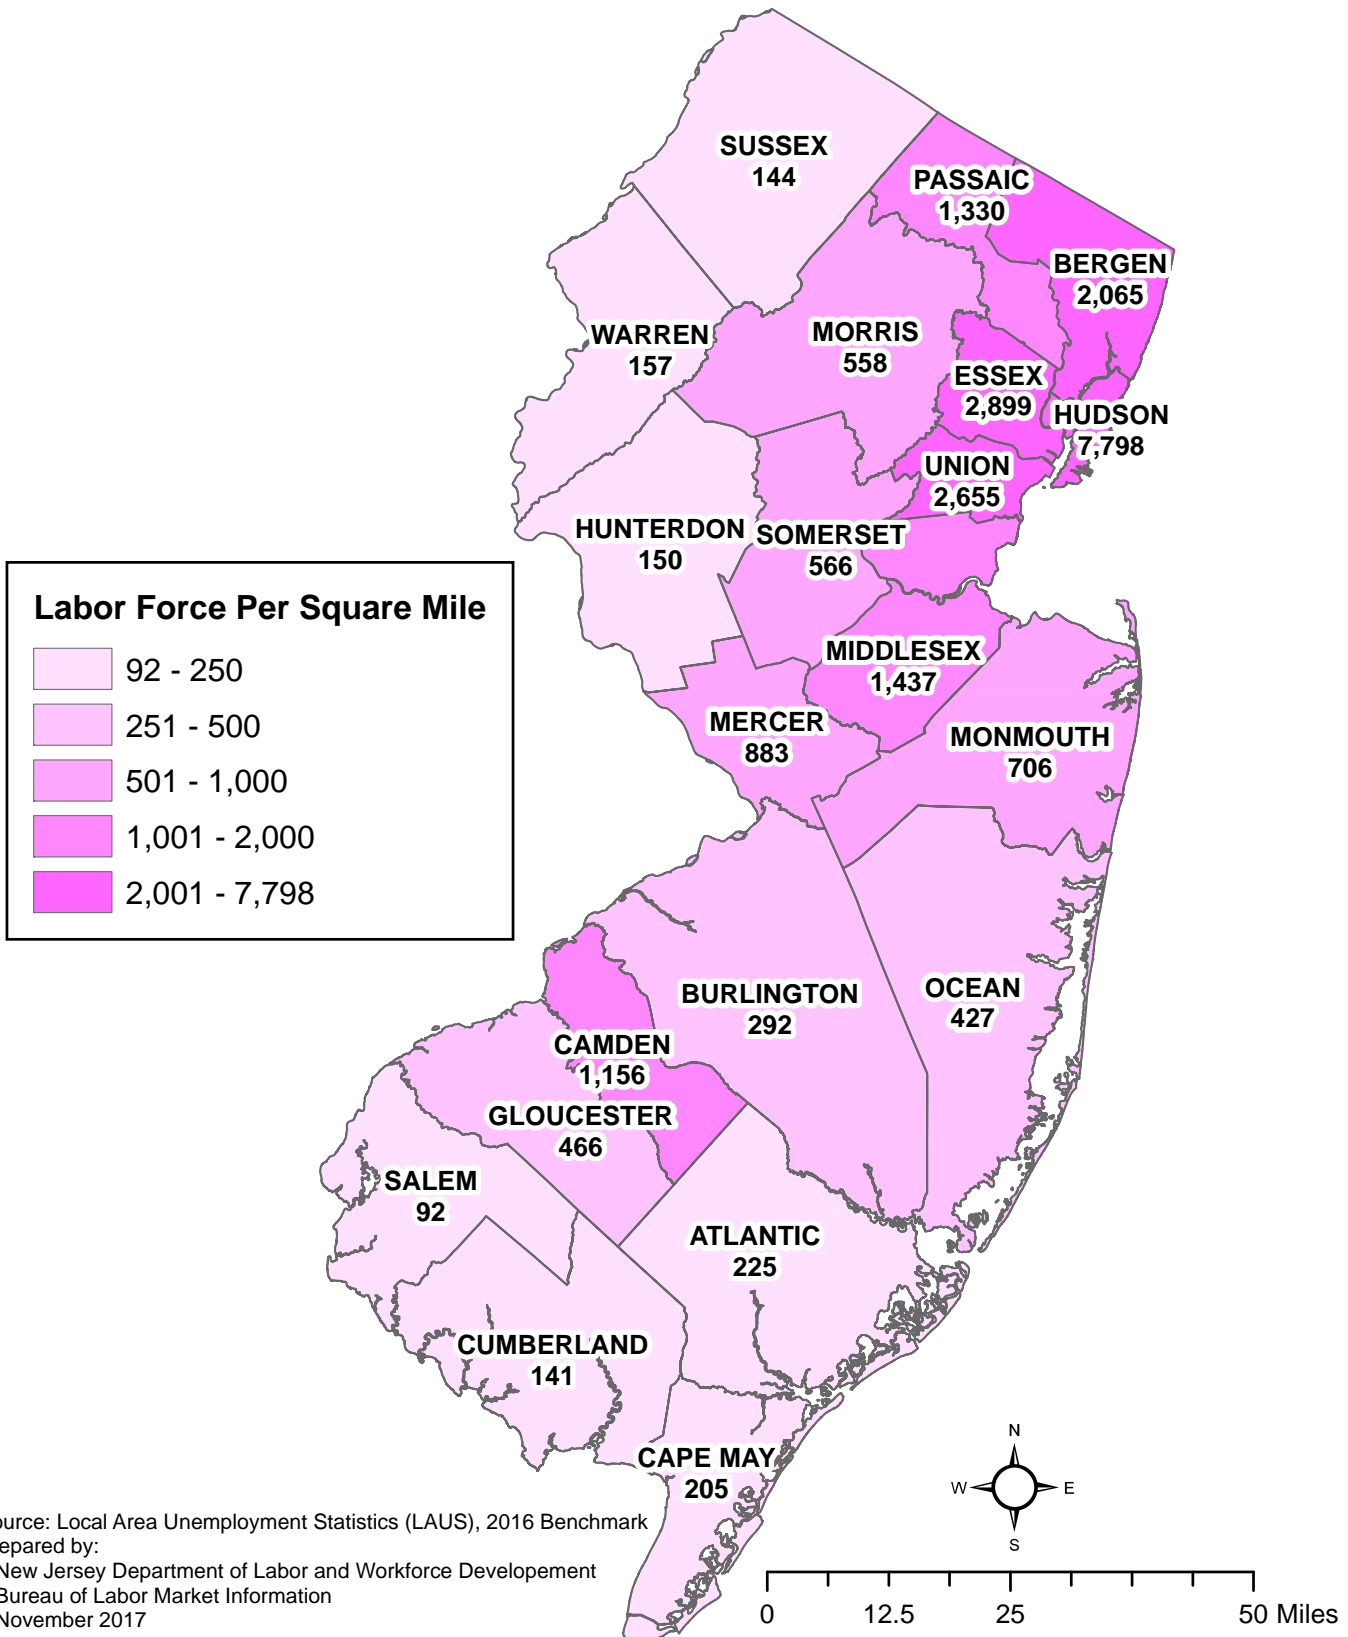 SUSSEX
144
PASSAIC
1,330
BERGEN
2,065
WARREN
157
MORRIS
558
ESSEX
2,899
HUDSON
7,798
UNION
2,655
HUNTERDON
150
SOMERSET
566
Labor Force Per Square Mile
92 - 250
251 - 500
501 - 1,000
1,001 - 2,000
2,001 - 7,798
MIDDLESEX
1,437
MERCER
883
MONMOUTH
706
BURLINGTON
292
OCEAN
427
CAMDEN
1,156
GLOUCESTER
466
SALEM
92
ATLANTIC
225
CUMBERLAND
141
CAPE MAY
205
N
W E
S
ource: Local Area Unemployment Statistics (LAUS), 2016 Benchmark
epared by:
New Jersey Department of Labor and Workforce Developement
Bureau of Labor Market Information
November 2017
0 12.5 25 50 Miles